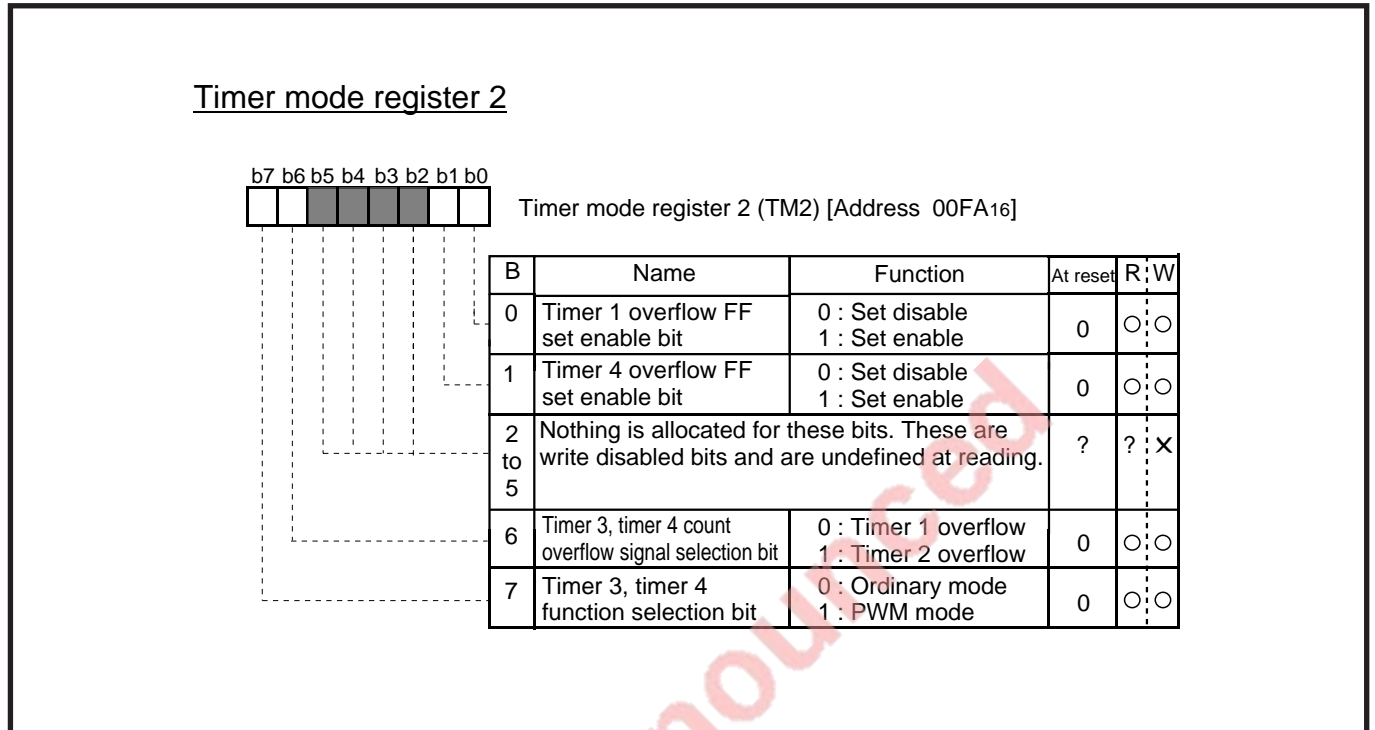 Timer mode register 2
b7 b6 b5 b4 b3 b2 b1 b0
Timer mode register 2 (TM2) [Address 00FA16]
B Name Function At reset R W
0 Timer 1 overflow FF 0 : Set disable 0 ○ ○
set enable bit 1 : Set enable
1 Timer 4 overflow FF 0 : Set disable 0 ○ ○
set enable bit 1 : Set enable
2 Nothing is allocated for these bits. These are ? ? ×
to write disabled bits and are undefined at reading.
5
6 Timer 3, timer 4 count 0 : Timer 1 overflow 0 ○ ○
overflow signal selection bit 1 : Timer 2 overflow
7 Timer 3, timer 4 0 : Ordinary mode 0 ○ ○
function selection bit 1 : PWM mode